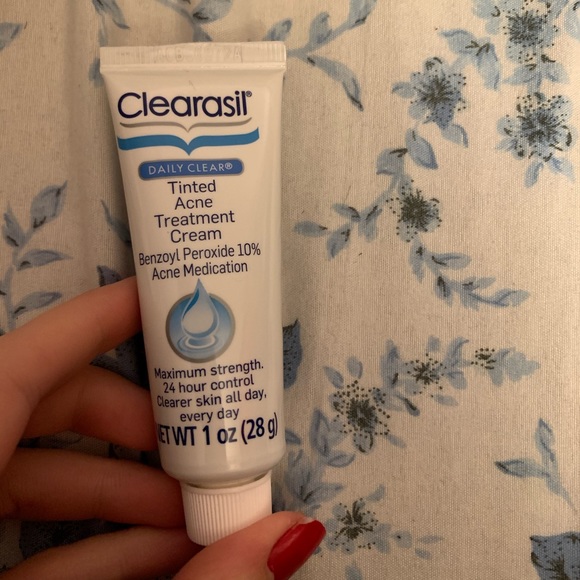 Clearasil®
DAILY CLEAR®
Tinted
Acne
Treatment
Cream
Benzoyl Peroxide 10%
Acne Medication
Maximum strength.
24 hour control
Clearer skin all day,
every day
NET WT 1 oz (28 g)